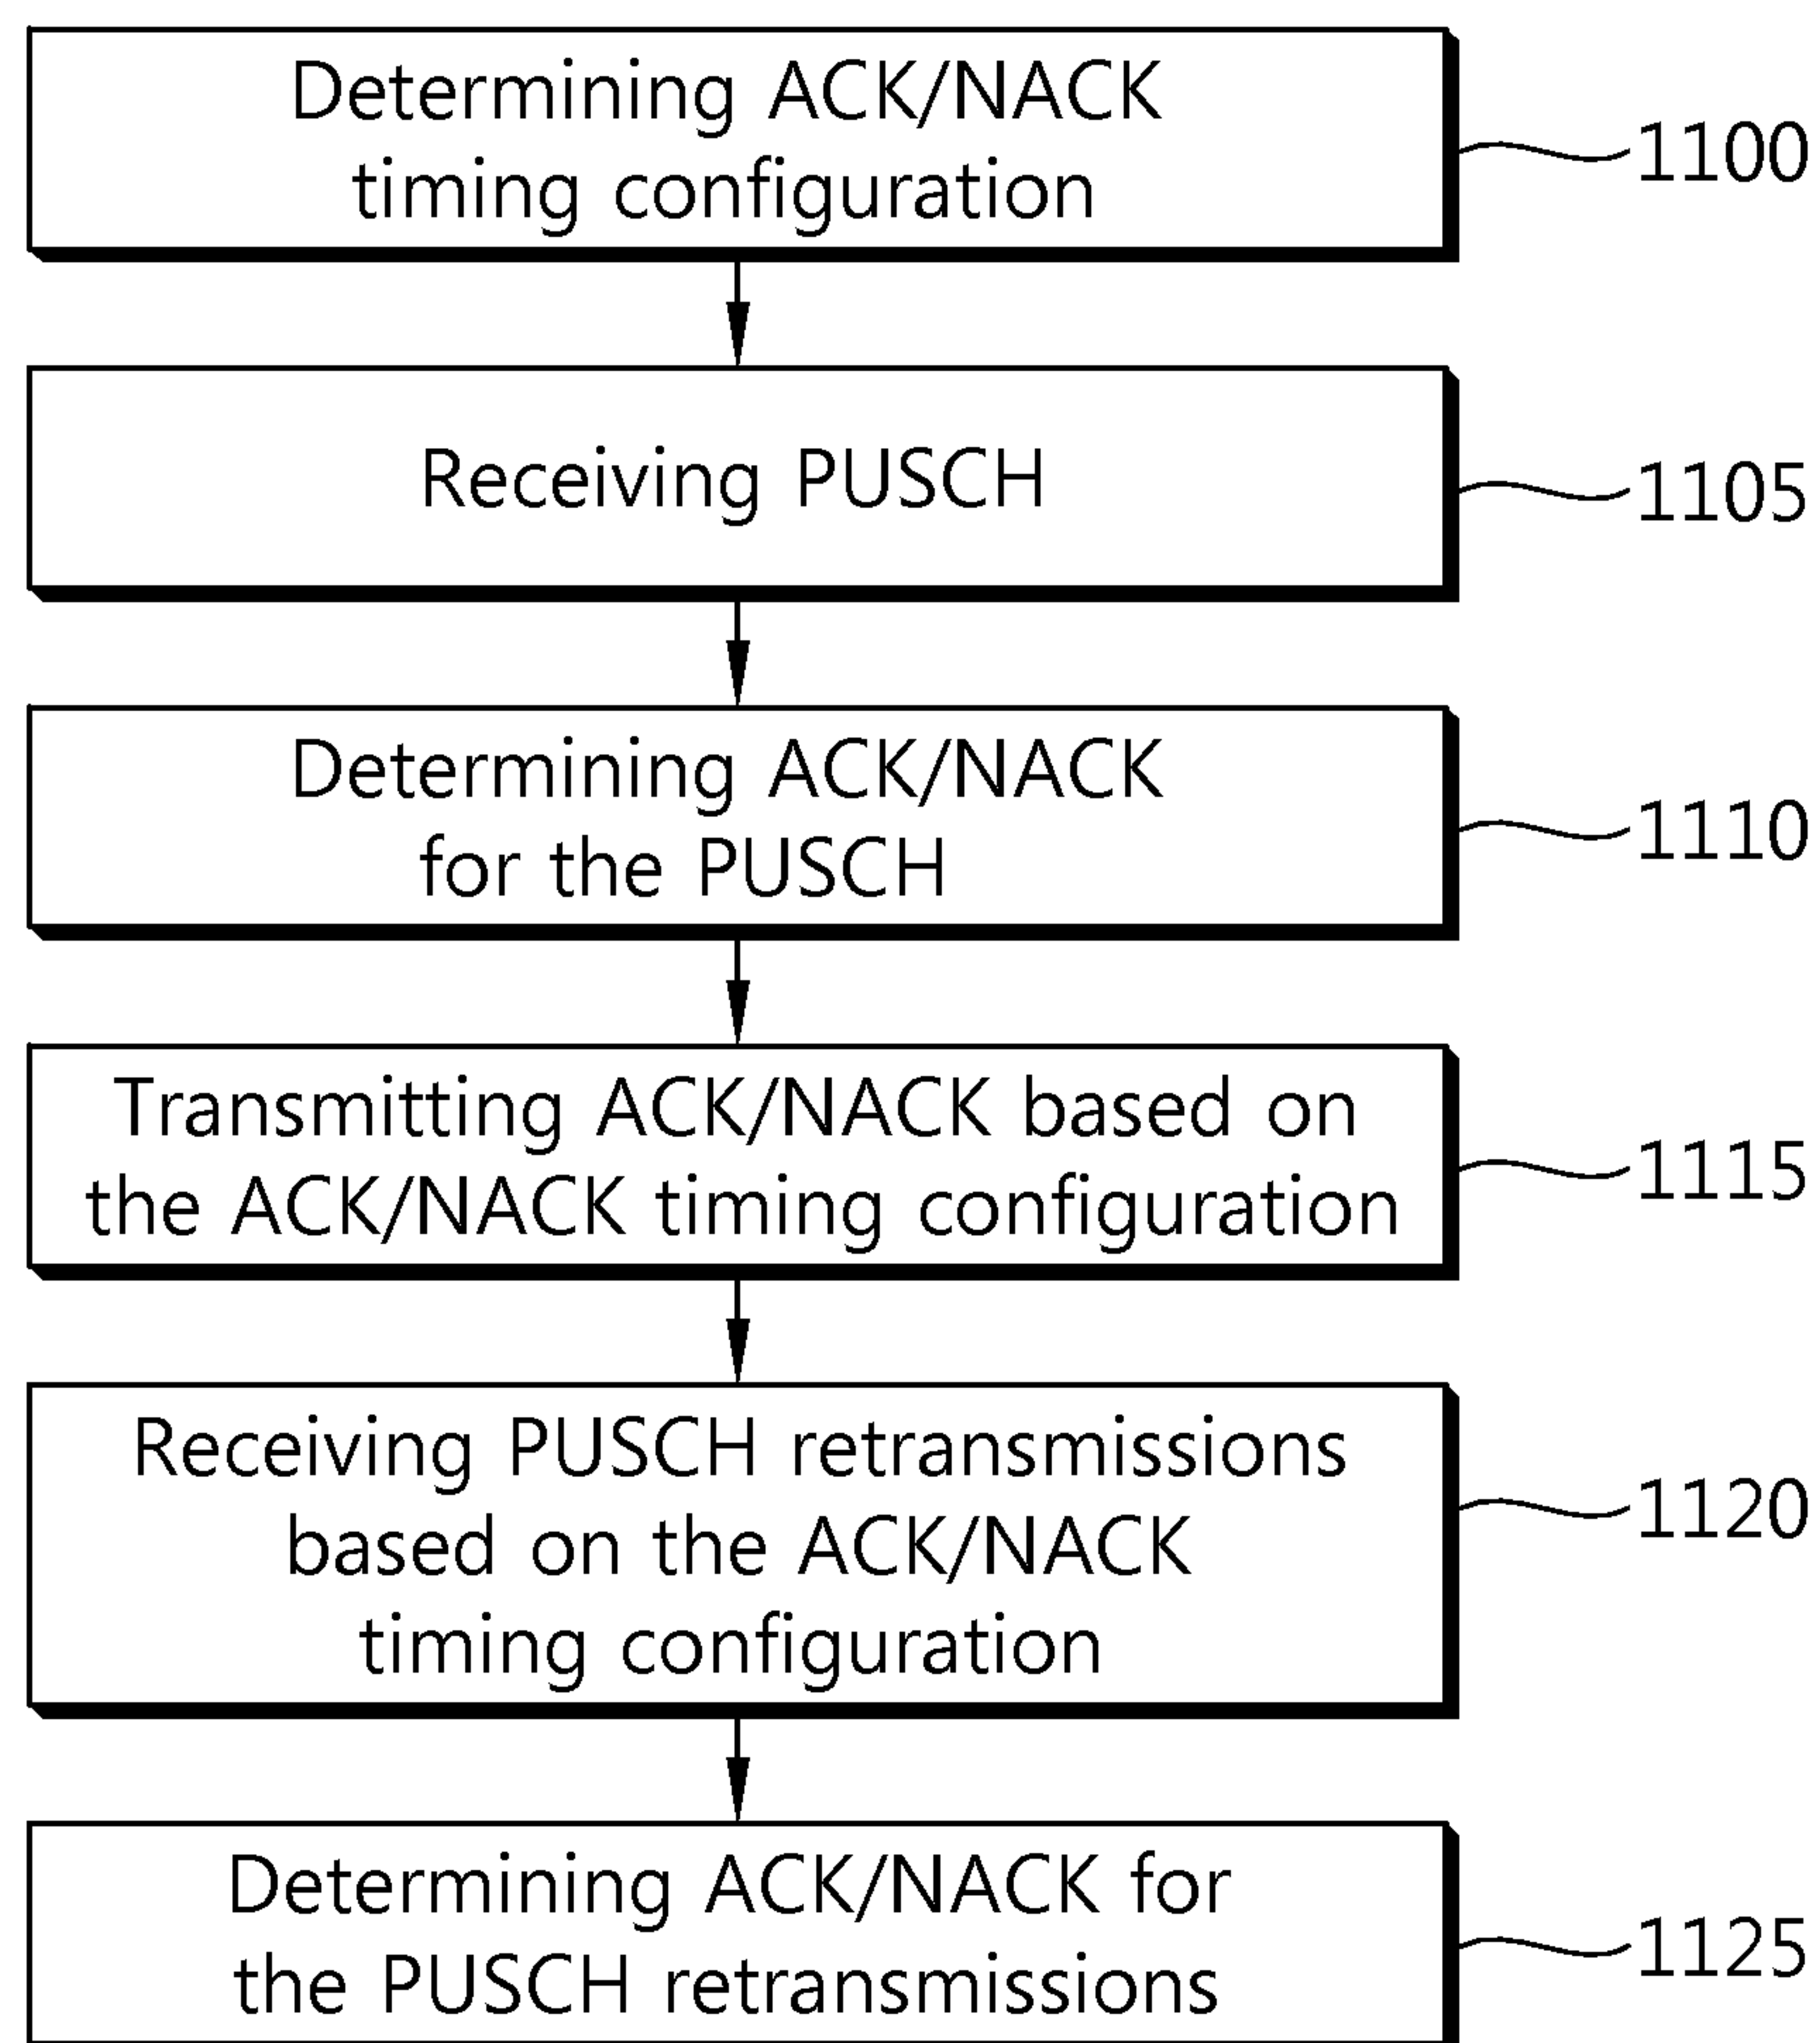 Determining ACK/NACK
timing configuration
1100
Receiving PUSCH
1105
Determining ACK/NACK
for the PUSCH
1110
Transmitting ACK/NACK based on
the ACK/NACK timing configuration
1115
Receiving PUSCH retransmissions
based on the ACK/NACK
timing configuration
1120
Determining ACK/NACK for
the PUSCH retransmissions
1125